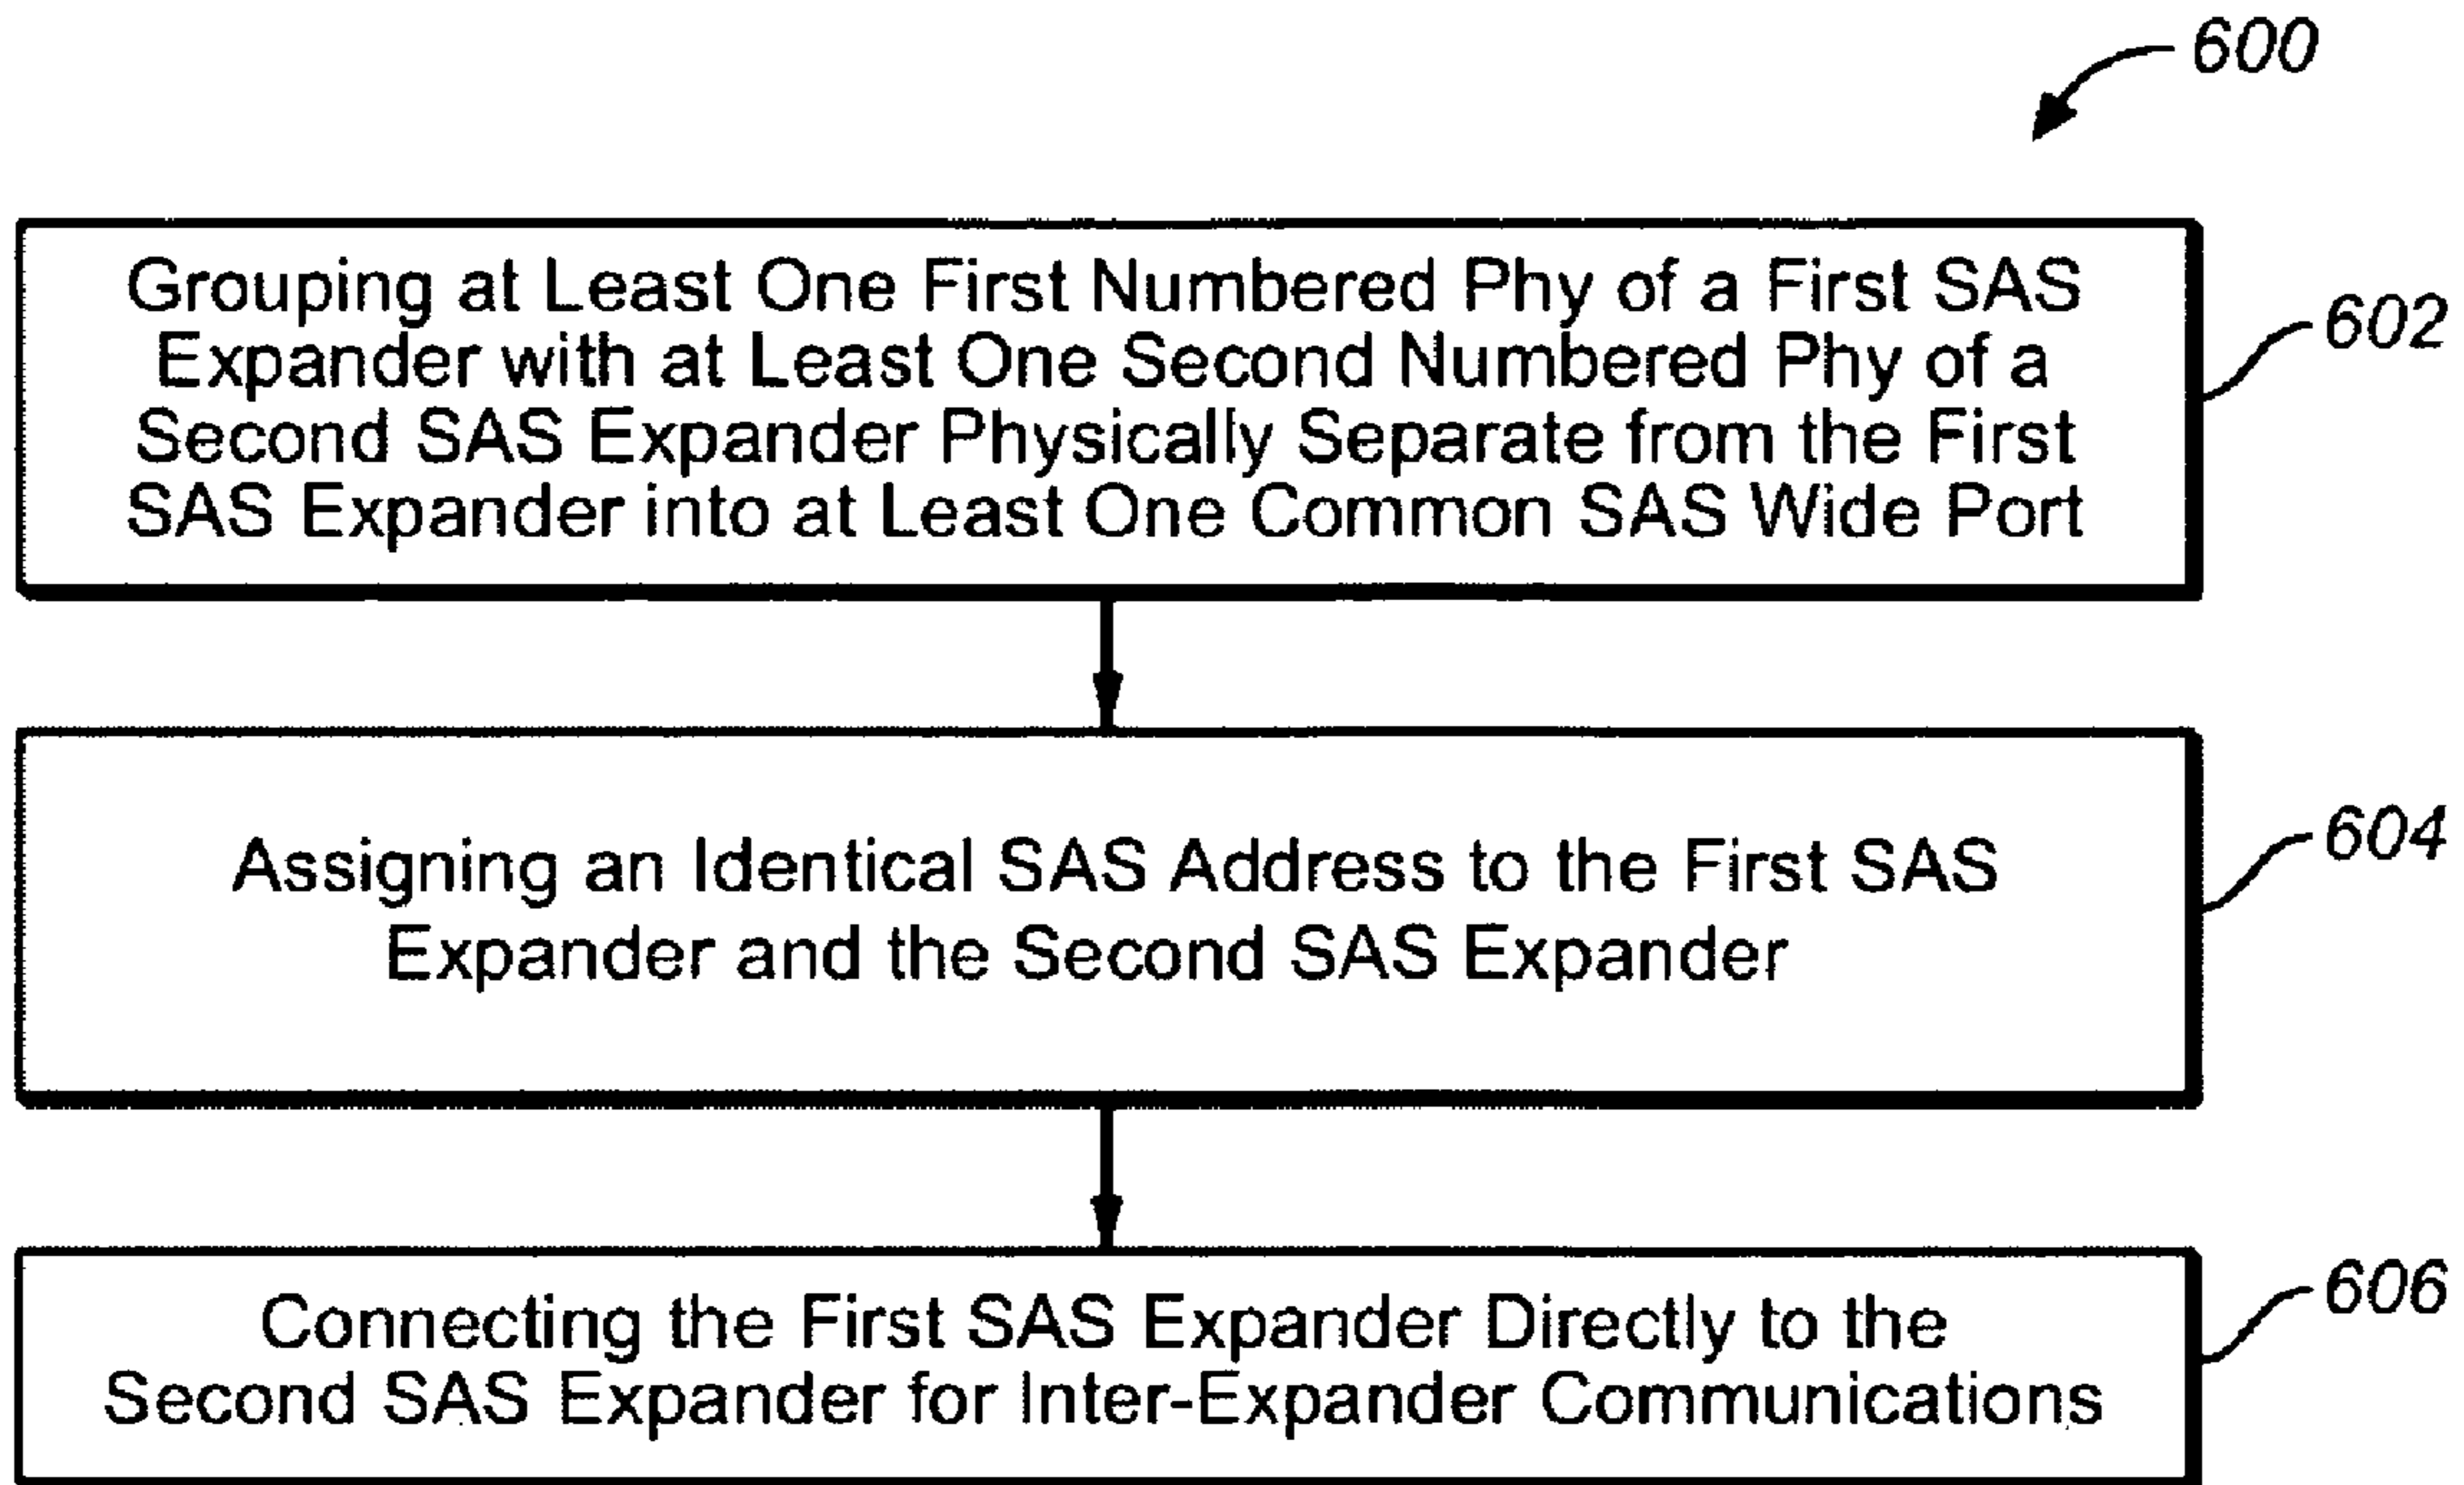 600
Grouping at Least One First Numbered Phy of a First SAS
Expander with at Least One Second Numbered Phy of a
Second SAS Expander Physically Separate from the First
SAS Expander into at Least One Common SAS Wide Port
602
Assigning an Identical SAS Address to the First SAS
Expander and the Second SAS Expander
604
Connecting the First SAS Expander Directly to the
Second SAS Expander for Inter-Expander Communications
606